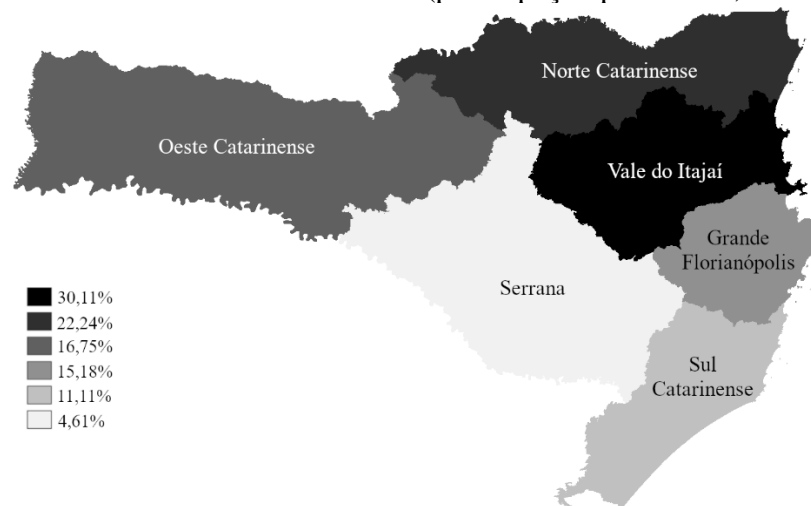 Norte Catarinense
Oeste Catarinense
Vale do Itajaí
Grande
Florianópolis
Serrana
Sul
Catarinense
30,11%
22,24%
16,75%
15,18%
11,11%
4,61%